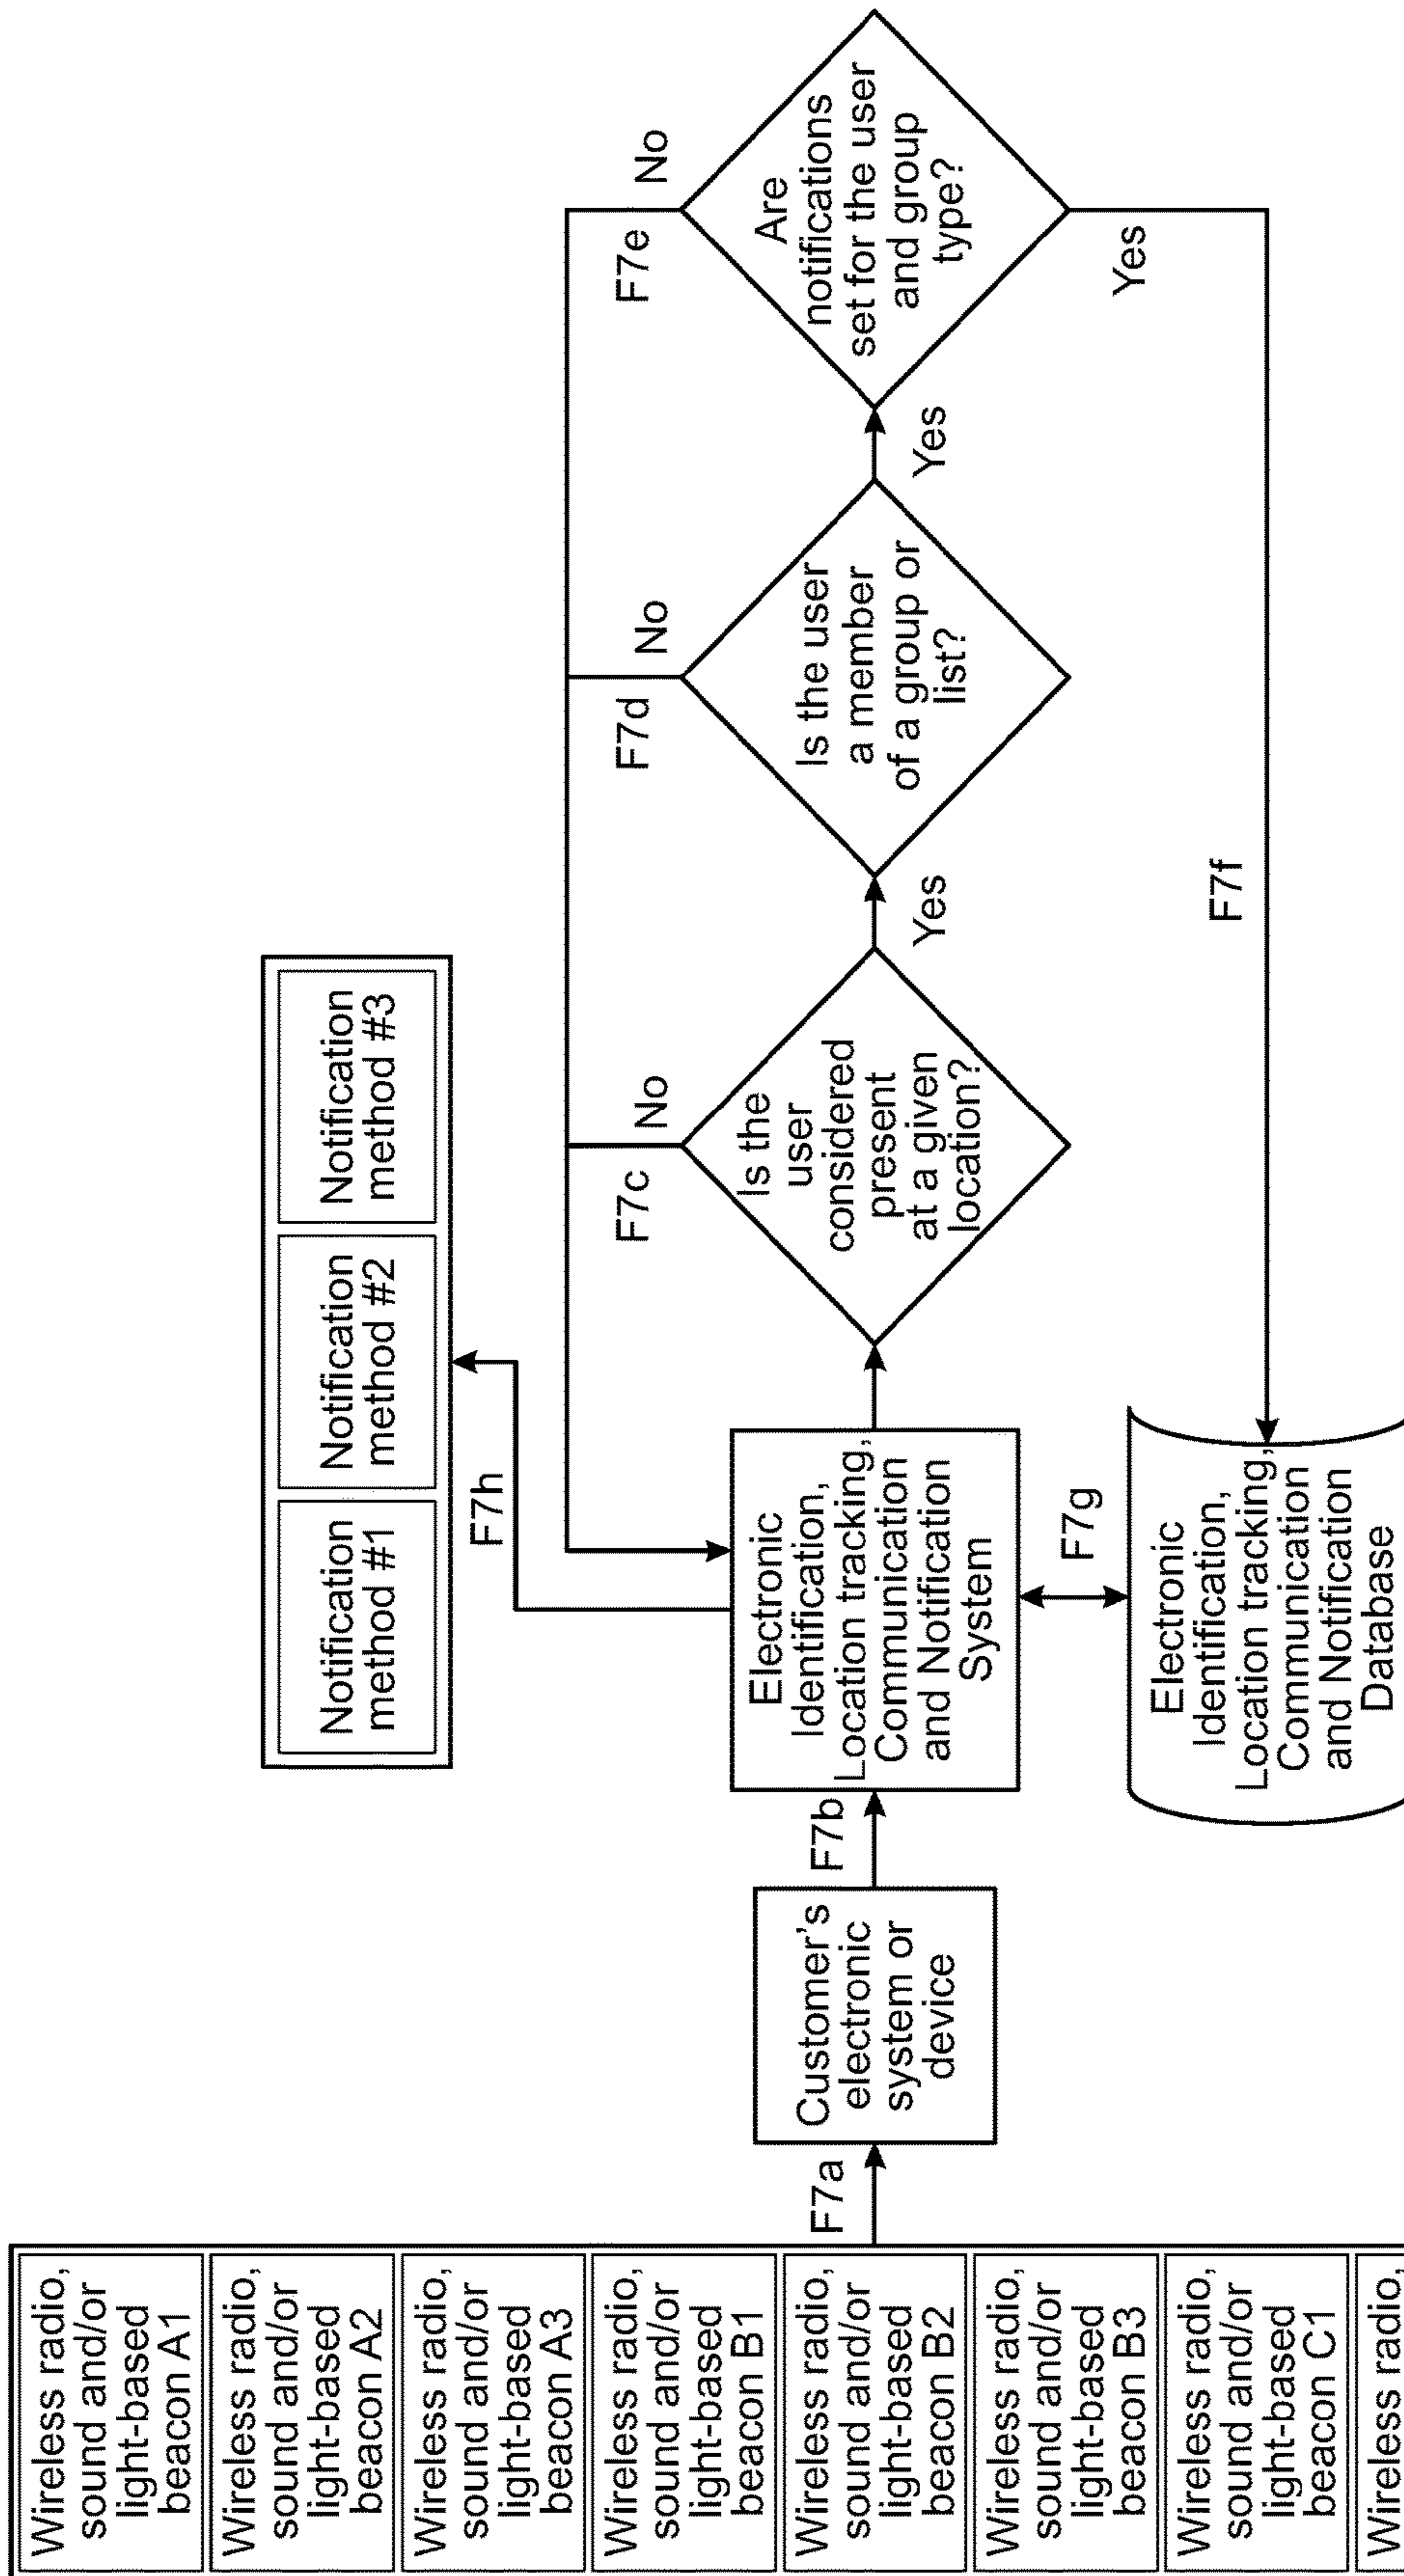 Wireless radio,
sound and/or
light-based
beacon A1
Wireless radio,
sound and/or
light-based
beacon A2
Wireless radio,
sound and/or
light-based
beacon A3
Wireless radio,
sound and/or
light-based
beacon B1
Wireless radio,
sound and/or
light-based
beacon B2
Wireless radio,
sound and/or
light-based
beacon B3
Wireless radio,
sound and/or
light-based
beacon C1
Wireless radio,
F7a
Customer's
electronic
system or
device
F7b
Electronic
Identification,
Location tracking,
Communication
and Notification
System
F7h
Notification
method #1
Notification
method #2
Notification
method #3
F7g
Electronic
Identification,
Location tracking,
Communication
and Notification
Database
Is the
user
considered
present
at a given
location?
F7c
No
Yes
Is the user
a member
of a group or
list?
F7d
No
Yes
Are
notifications
set for the user
and group
type?
F7e
No
Yes
F7f